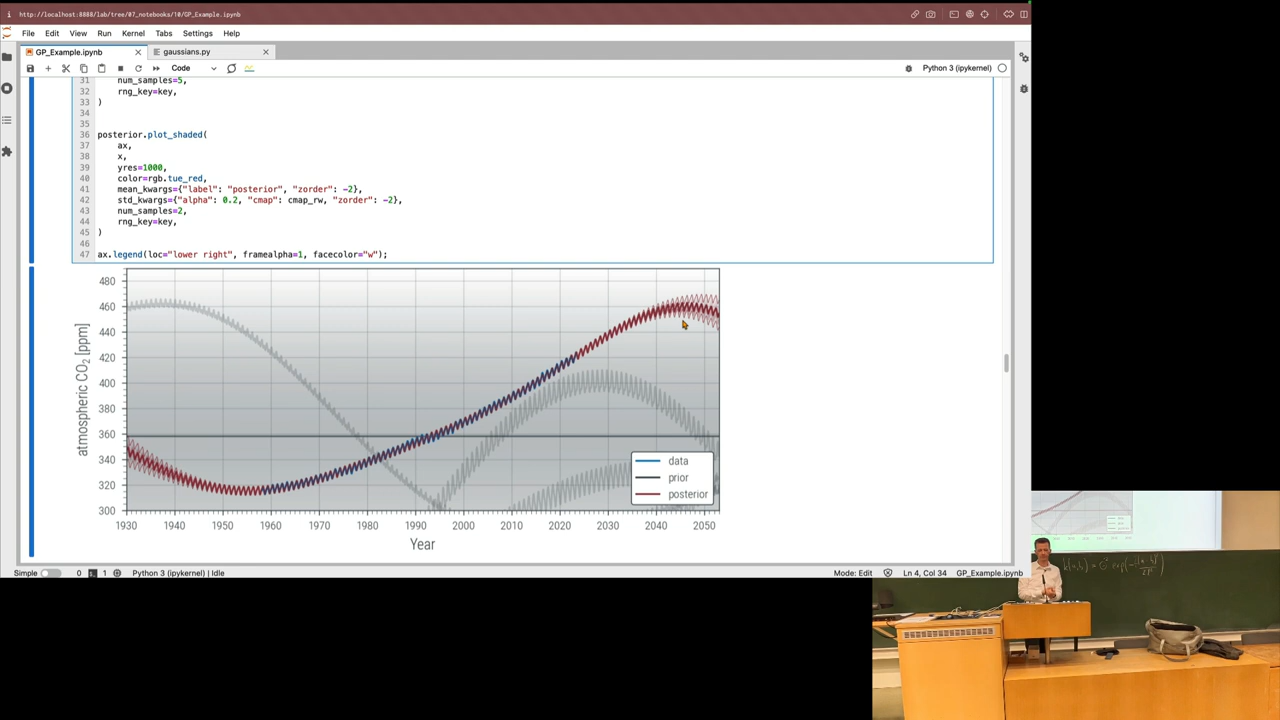 http://localhost:8888/lab/tree/07_notebooks/10/GP_Example.ipynb
File Edit View Run Kernel Tabs Settings Help
GP_Example.ipynb gaussians.py
Code Python 3 (ipykernel)
31 num_samples=5,
32 rng_key=key,
33 )
34
35
36 posterior.plot_shaded(
37 ax,
38 x,
39 yres=1000,
40 color=rgb.tue_red,
41 mean_kwargs={"label": "posterior", "zorder": -2},
42 std_kwargs={"alpha": 0.2, "cmap": cmap_rw, "zorder": -2},
43 num_samples=2,
44 rng_key=key,
45 )
46
47 ax.legend(loc="lower right", framealpha=1, facecolor="w");
480
460
440
420
400
380
360
340
320
300
atmospheric CO₂ [ppm]
data
prior
posterior
1930 1940 1950 1960 1970 1980 1990 2000 2010 2020 2030 2040 2050
Year
Simple 0 1 Python 3 (ipykernel) | Idle Mode: Edit Ln 4, Col 34 GP_Example.ipynb